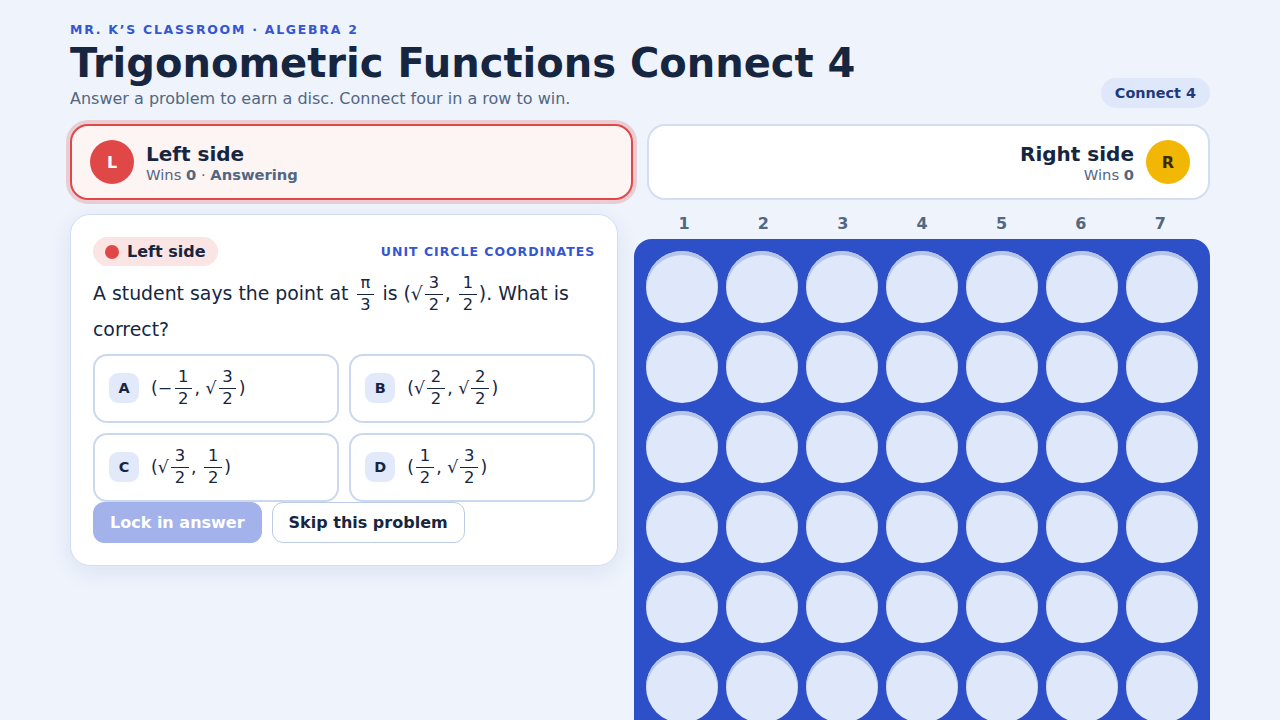 MR. K’S CLASSROOM · ALGEBRA 2
Trigonometric Functions Connect 4
Answer a problem to earn a disc. Connect four in a row to win.
Connect 4
L
Left side
Wins 0 · Answering
Right side
Wins 0
R
Left side
UNIT CIRCLE COORDINATES
A student says the point at π/3 is (√3/2, 1/2). What is
correct?
A (−1/2, √3/2)
B (√2/2, √2/2)
C (√3/2, 1/2)
D (1/2, √3/2)
Lock in answer
Skip this problem
1 2 3 4 5 6 7